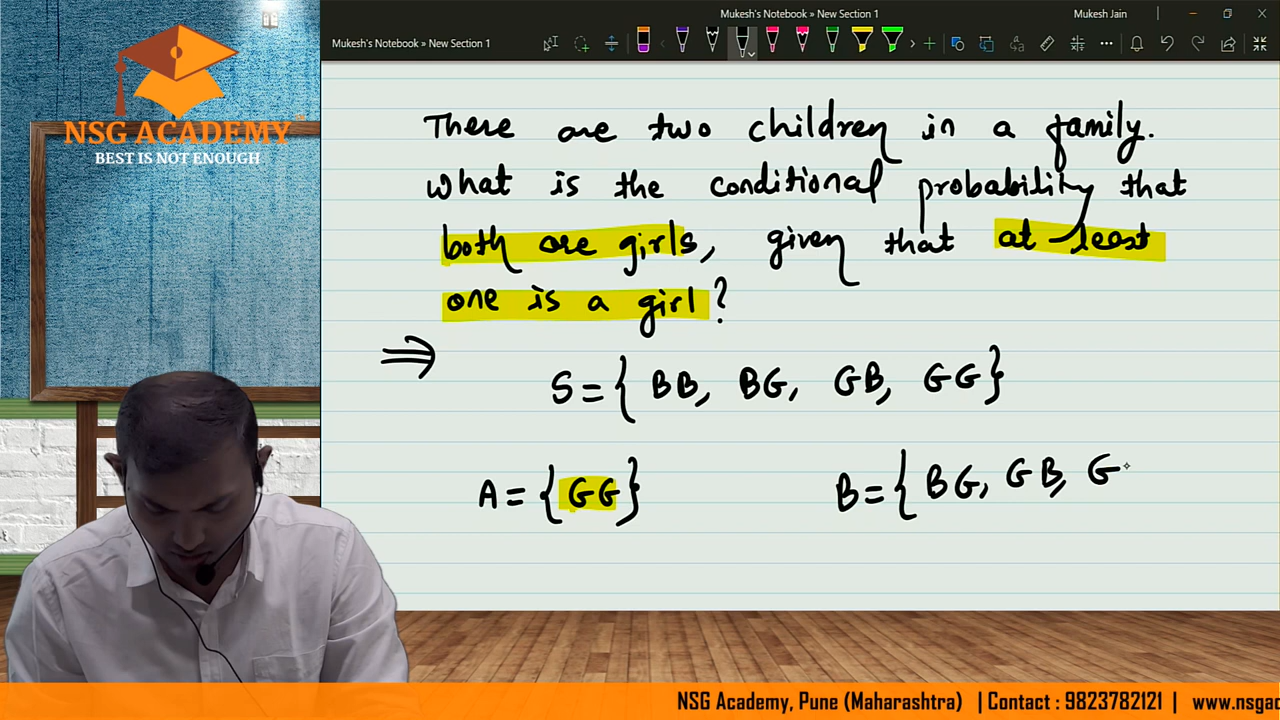 Mukesh's Notebook » New Section 1
Mukesh Jain
Mukesh's Notebook » New Section 1
NSG ACADEMY
BEST IS NOT ENOUGH
There are two children in a family.
What is the conditional probability that
both are girls, given that at least
one is a girl?
⇒
S = { BB, BG, GB, GG}
A = { GG }
B = { BG, GB, G
NSG Academy, Pune (Maharashtra) | Contact : 9823782121 | www.nsgac